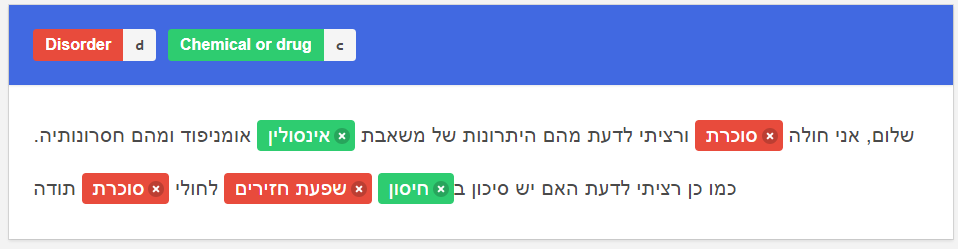 Disorder d Chemical or drug c
שלום, אני חולה סוכרת ורציתי לדעת מהם היתרונות של משאבת אינסולין אומניפוד ומהם חסרונותיה.
כמו כן רציתי לדעת האם יש סיכון בחיסון שפעת חזירים לחולי סוכרת תודה